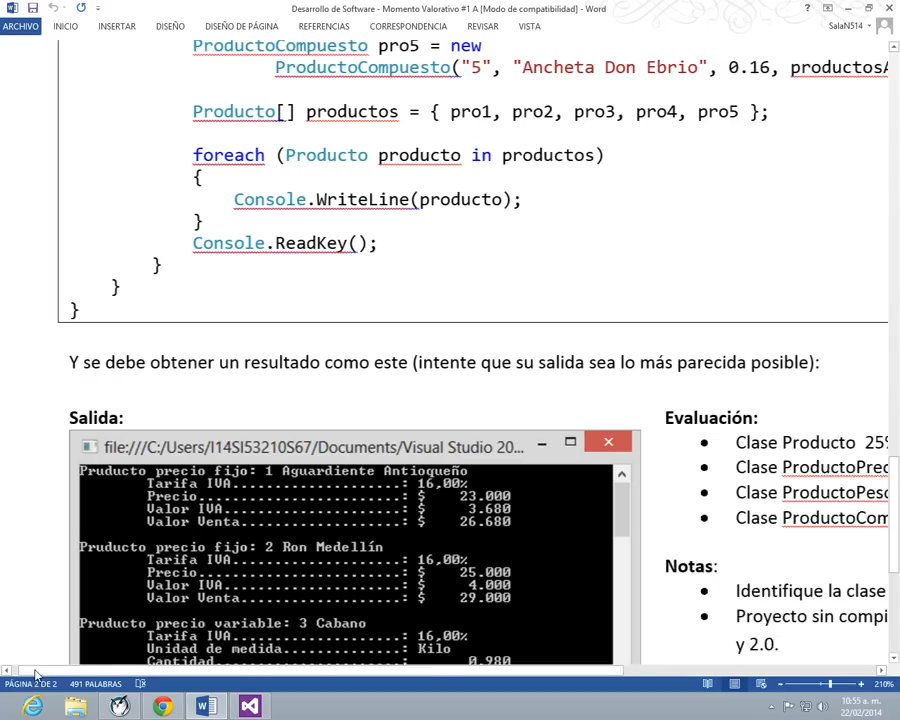 Desarrollo de Software - Momento Valorativo #1 A [Modo de compatibilidad] - Word
ARCHIVO INICIO INSERTAR DISEÑO DISEÑO DE PÁGINA REFERENCIAS CORRESPONDENCIA REVISAR VISTA SalaN514
ProductoCompuesto pro5 = new
ProductoCompuesto("5", "Ancheta Don Ebrio", 0.16, productosA
Producto[] productos = { pro1, pro2, pro3, pro4, pro5 };
foreach (Producto producto in productos)
{
Console.WriteLine(producto);
}
Console.ReadKey();
}
}
}
Y se debe obtener un resultado como este (intente que su salida sea lo más parecida posible):
Salida:
file:///C:/Users/I14SI53210S67/Documents/Visual Studio 20...
Pruducto precio fijo: 1 Aguardiente Antioqueño
Tarifa IVA....................: 16,00%
Precio........................: $ 23.000
Valor IVA.....................: $ 3.680
Valor Venta...................: $ 26.680
Pruducto precio fijo: 2 Ron Medellín
Tarifa IVA....................: 16,00%
Precio........................: $ 25.000
Valor IVA.....................: $ 4.000
Valor Venta...................: $ 29.000
Pruducto precio variable: 3 Cabano
Tarifa IVA....................: 16,00%
Unidad de medida..............: Kilo
Cantidad......................: 0.980
Evaluación:
• Clase Producto 25%
• Clase ProductoPrec
• Clase ProductoPeso
• Clase ProductoCom
Notas:
• Identifique la clase
• Proyecto sin compi
y 2.0.
PÁGINA 2 DE 2 491 PALABRAS 210%
10:55 a.m.
22/02/2014